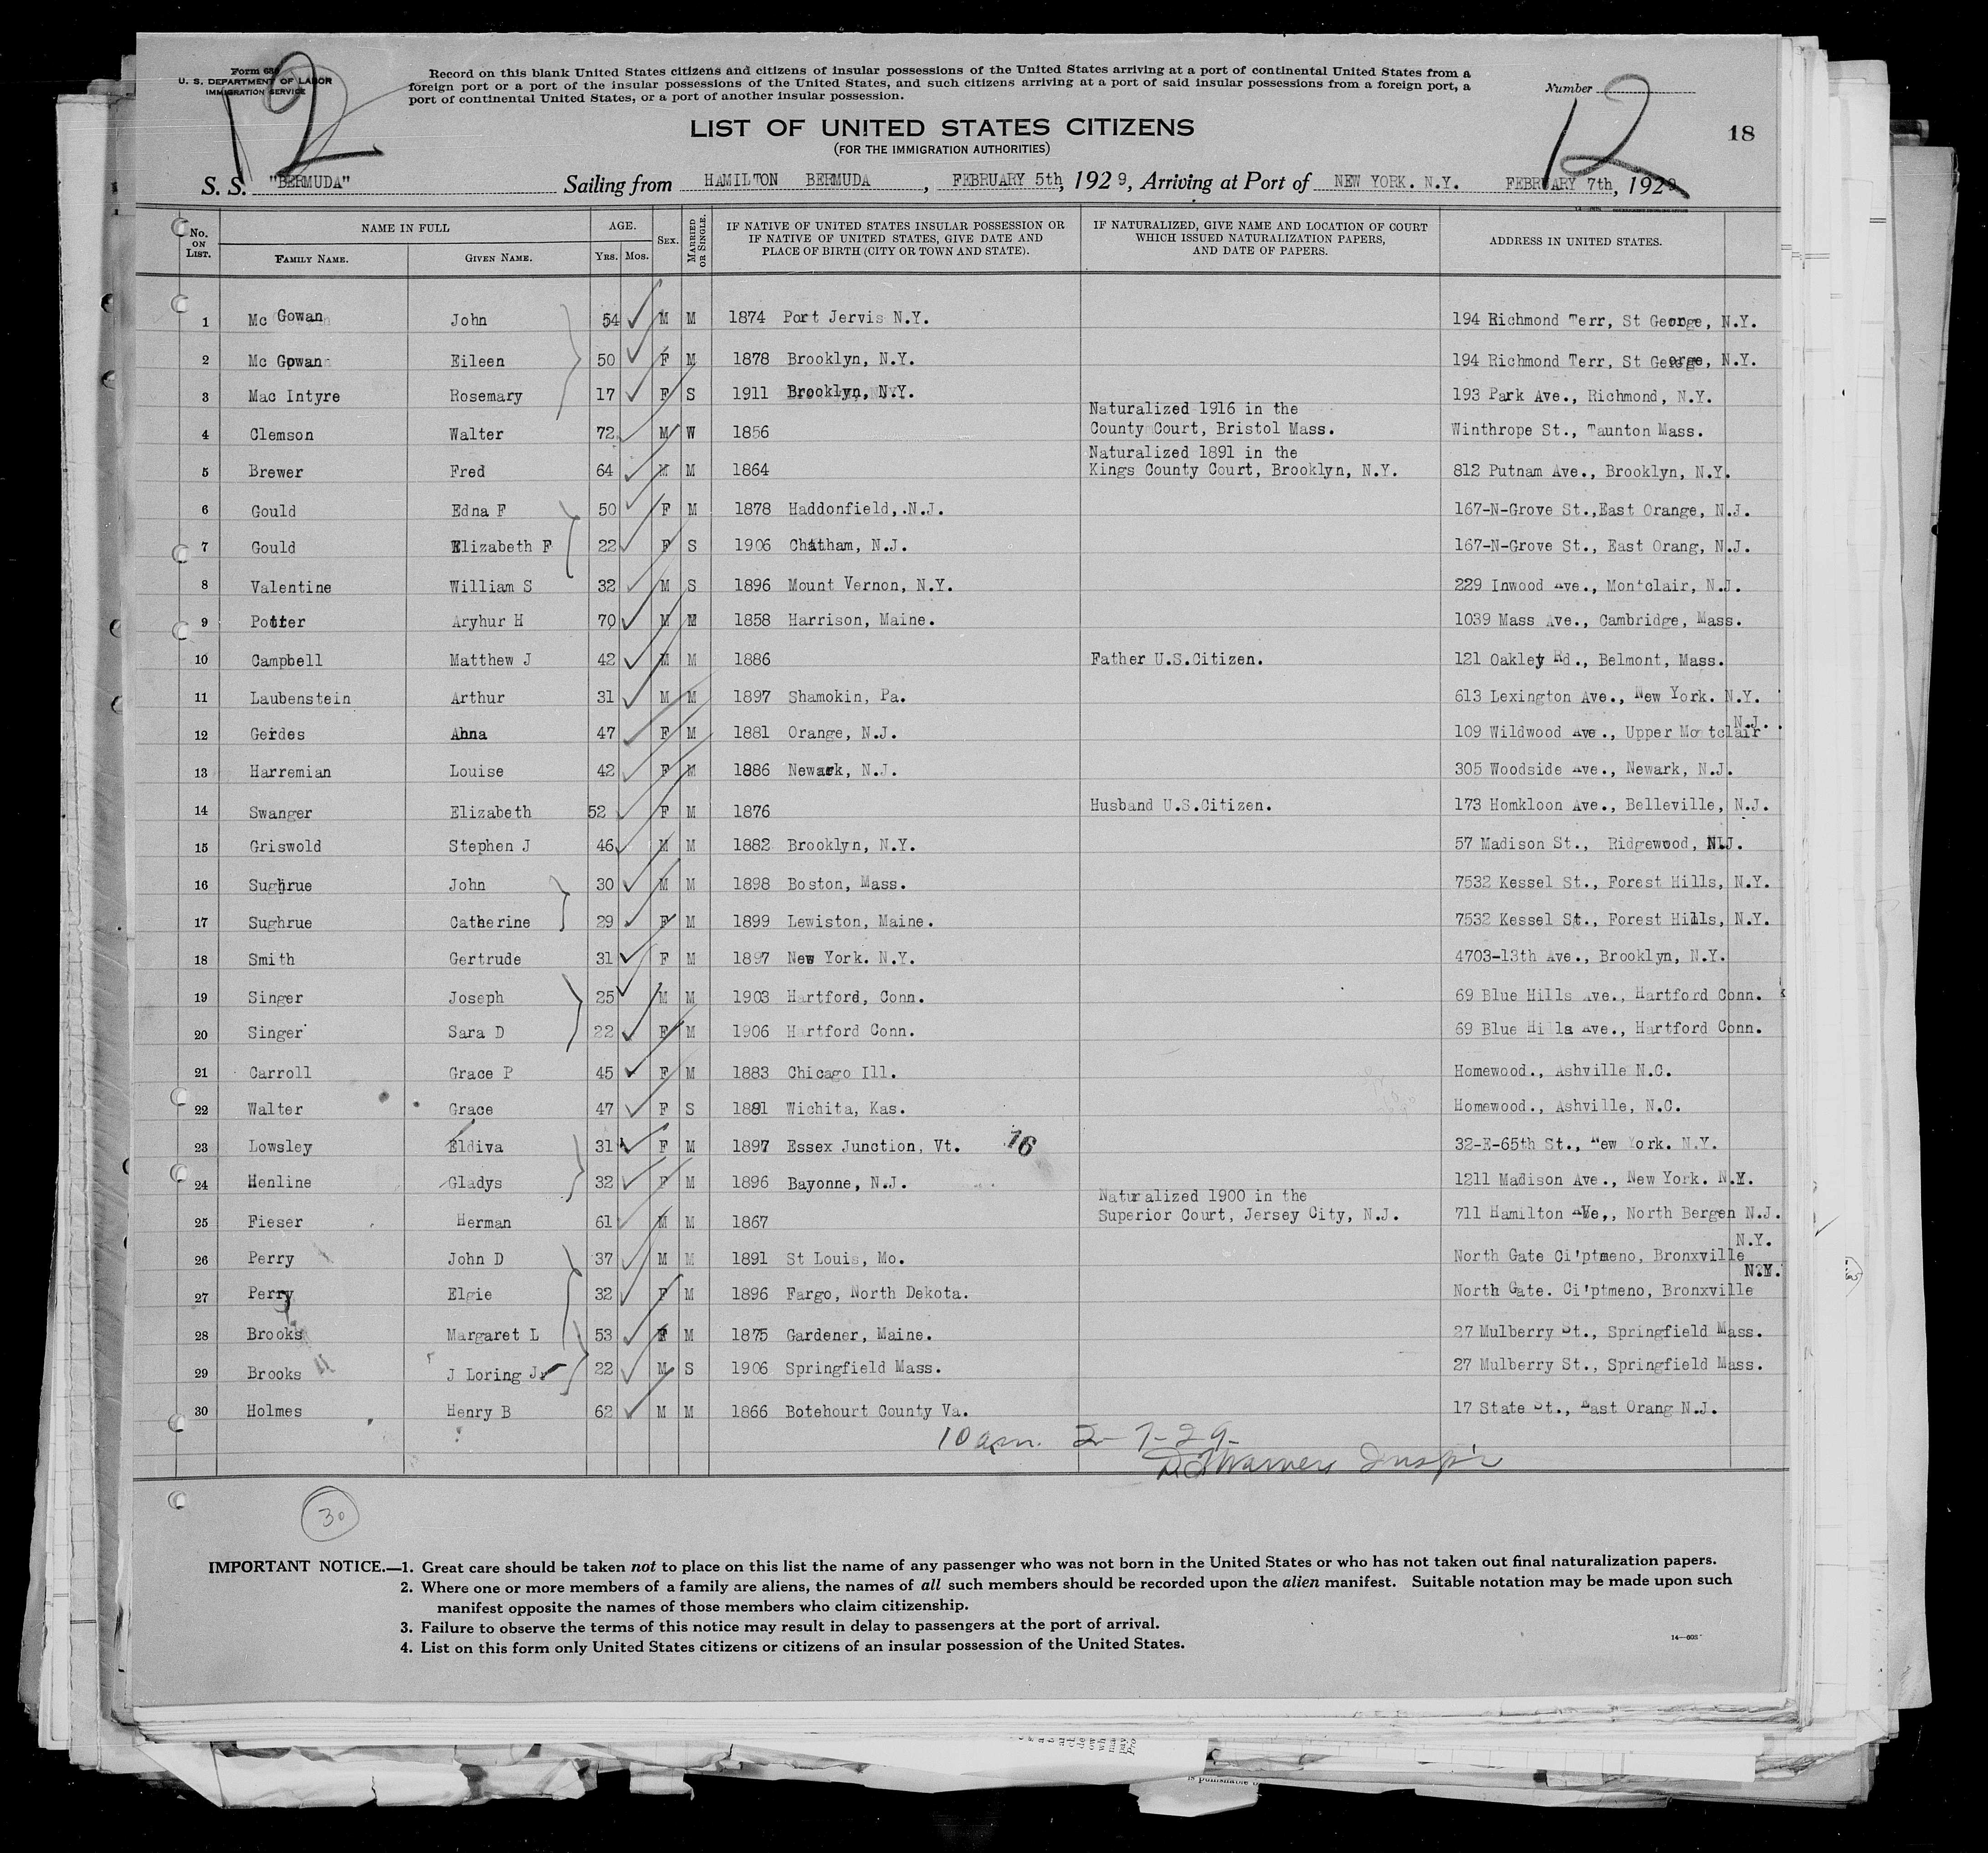 Form 630
U. S. DEPARTMENT OF LABOR
IMMIGRATION SERVICE
12
Record on this blank United States citizens and citizens of insular possessions of the United States arriving at a port of continental United States from a
foreign port or a port of the insular possessions of the United States, and such citizens arriving at a port of said insular possessions from a foreign port, a
port of continental United States, or a port of another insular possession.
Number
12
18
LIST OF UNITED STATES CITIZENS
(FOR THE IMMIGRATION AUTHORITIES)
S. S. "BERMUDA" Sailing from HAMILTON BERMUDA, FEBRUARY 5th, 1929, Arriving at Port of NEW YORK. N.Y. FEBRUARY 7th, 1929
No. ON LIST. NAME IN FULL FAMILY NAME. GIVEN NAME. AGE. YRS. MOS. SEX. MARRIED OR SINGLE. IF NATIVE OF UNITED STATES INSULAR POSSESSION OR IF NATIVE OF UNITED STATES, GIVE DATE AND PLACE OF BIRTH (CITY OR TOWN AND STATE). IF NATURALIZED, GIVE NAME AND LOCATION OF COURT WHICH ISSUED NATURALIZATION PAPERS, AND DATE OF PAPERS. ADDRESS IN UNITED STATES.
1 Mc Gowan John 54 M M 1874 Port Jervis N.Y. 194 Richmond Terr, St George, N.Y.
2 Mc Gowan Eileen 50 F M 1878 Brooklyn, N.Y. 194 Richmond Terr, St George, N.Y.
3 Mac Intyre Rosemary 17 F S 1911 Brooklyn, N.Y. 193 Park Ave., Richmond, N.Y.
4 Clemson Walter 72 M W 1856 Naturalized 1916 in the County Court, Bristol Mass. Winthrope St., Taunton Mass.
5 Brewer Fred 64 M M 1864 Naturalized 1891 in the Kings County Court, Brooklyn, N.Y. 812 Putnam Ave., Brooklyn, N.Y.
6 Gould Edna F 50 F M 1878 Haddonfield,.N.J. 167-N-Grove St.,East Orange, N.J.
7 Gould Elizabeth F 22 F S 1906 Chatham, N.J. 167-N-Grove St., East Orang, N.J.
8 Valentine William S 32 M S 1896 Mount Vernon, N.Y. 229 Inwood Ave., Montclair, N.J.
9 Potter Aryhur H 70 M M 1858 Harrison, Maine. 1039 Mass Ave., Cambridge, Mass.
10 Campbell Matthew J 42 M M 1886 Father U.S.Citizen. 121 Oakley Rd., Belmont, Mass.
11 Laubenstein Arthur 31 M M 1897 Shamokin, Pa. 613 Lexington Ave., New York. N.Y.
12 Gerdes Anna 47 F M 1881 Orange, N.J. 109 Wildwood Ave., Upper Montclair N.J.
13 Harremian Louise 42 F M 1886 Newark, N.J. 305 Woodside Ave., Newark, N.J.
14 Swanger Elizabeth 52 F M 1876 Husband U.S.Citizen. 173 Homkloon Ave., Belleville, N.J.
15 Griswold Stephen J 46 M M 1882 Brooklyn, N.Y. 57 Madison St., Ridgewood, N.J.
16 Sughrue John 30 M M 1898 Boston, Mass. 7532 Kessel St., Forest Hills, N.Y.
17 Sughrue Catherine 29 F M 1899 Lewiston, Maine. 7532 Kessel St., Forest Hills, N.Y.
18 Smith Gertrude 31 F M 1897 New York. N.Y. 4703-13th Ave., Brooklyn, N.Y.
19 Singer Joseph 25 M M 1903 Hartford, Conn. 69 Blue Hills Ave., Hartford Conn.
20 Singer Sara D 22 F M 1906 Hartford Conn. 69 Blue Hills Ave., Hartford Conn.
21 Carroll Grace P 45 F M 1883 Chicago Ill. Homewood., Ashville N.C.
22 Walter Grace 47 F S 1881 Wichita, Kas. Homewood., Ashville, N.C.
23 Lowsley Eldiva 31 F M 1897 Essex Junction, Vt. 16 32-E-65th St., New York. N.Y.
24 Henline Gladys 32 F M 1896 Bayonne, N.J. 1211 Madison Ave., New York. N.Y.
25 Fieser Herman 61 M M 1867 Naturalized 1900 in the Superior Court, Jersey City, N.J. 711 Hamilton AVe,, North Bergen N.J.
26 Perry John D 37 M M 1891 St Louis, Mo. North Gate Ci'ptmeno, Bronxville N.Y.
27 Perry Elgie 32 F M 1896 Fargo, North Dekota. North Gate. Ci'ptmeno, Bronxville N.Y.
28 Brooks Margaret L 53 F M 1875 Gardener, Maine. 27 Mulberry St., Springfield Mass.
29 Brooks J Loring Jr 22 M S 1906 Springfield Mass. 27 Mulberry St., Springfield Mass.
30 Holmes Henry B 62 M M 1866 Botehourt County Va. 17 State St., East Orang N.J.
10 am. 2-7-29-
Insp'r
30
IMPORTANT NOTICE.—1. Great care should be taken not to place on this list the name of any passenger who was not born in the United States or who has not taken out final naturalization papers.
2. Where one or more members of a family are aliens, the names of all such members should be recorded upon the alien manifest. Suitable notation may be made upon such
manifest opposite the names of those members who claim citizenship.
3. Failure to observe the terms of this notice may result in delay to passengers at the port of arrival.
4. List on this form only United States citizens or citizens of an insular possession of the United States.